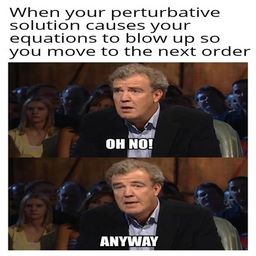 When your perturbative
solution causes your
equations to blow up so
you move to the next order
OH NO!
ANYWAY